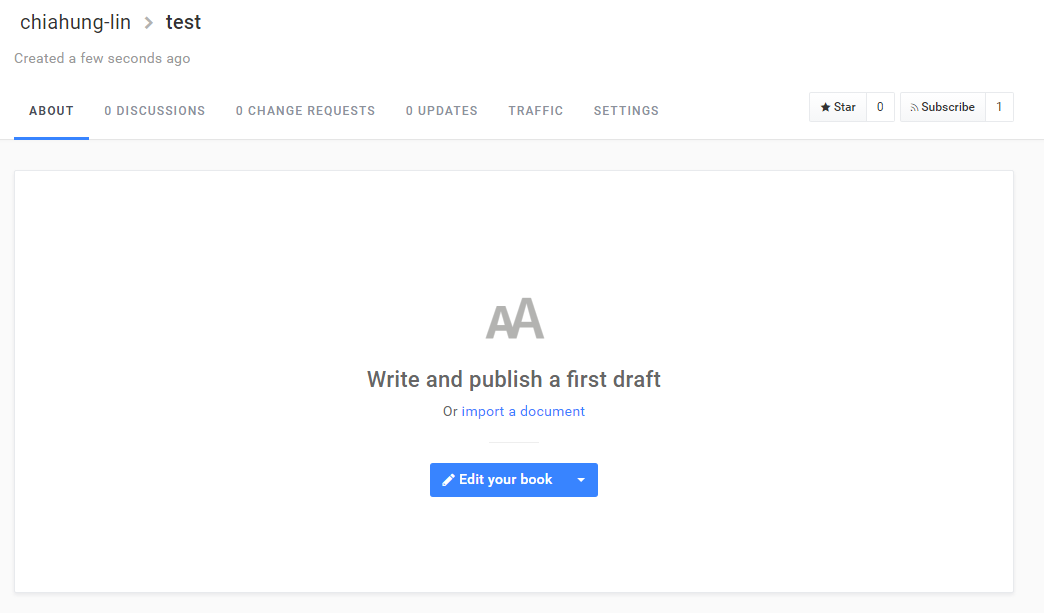 chiahung-lin > test
Created a few seconds ago
ABOUT 0 DISCUSSIONS 0 CHANGE REQUESTS 0 UPDATES TRAFFIC SETTINGS Star 0 Subscribe 1
AA
Write and publish a first draft
Or import a document
Edit your book